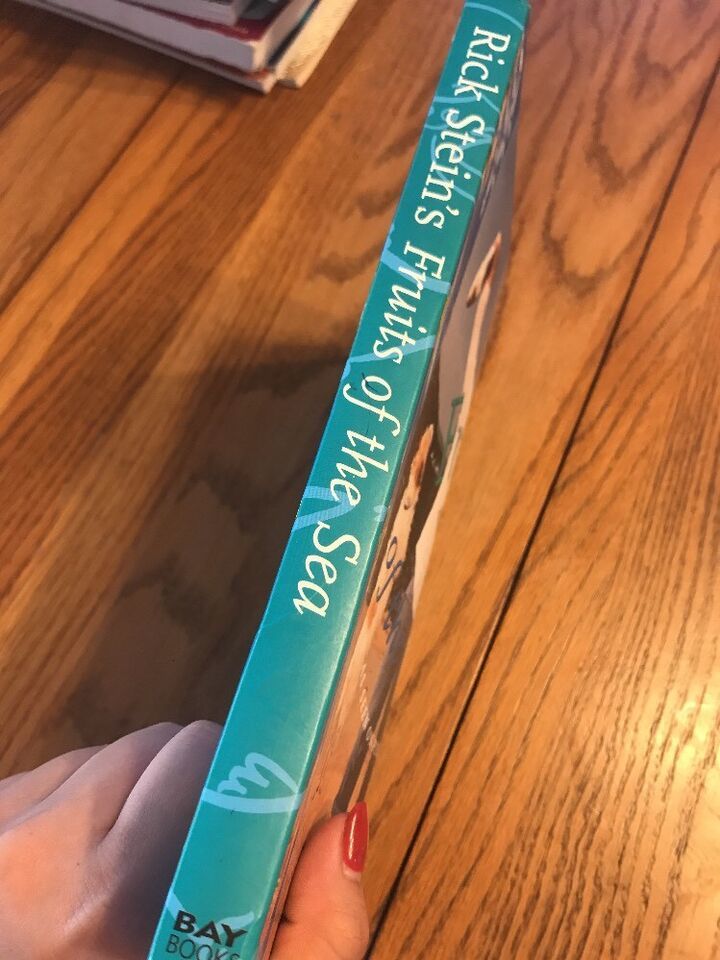 Rick Stein's Fruits of the Sea
BAY
BOOKS